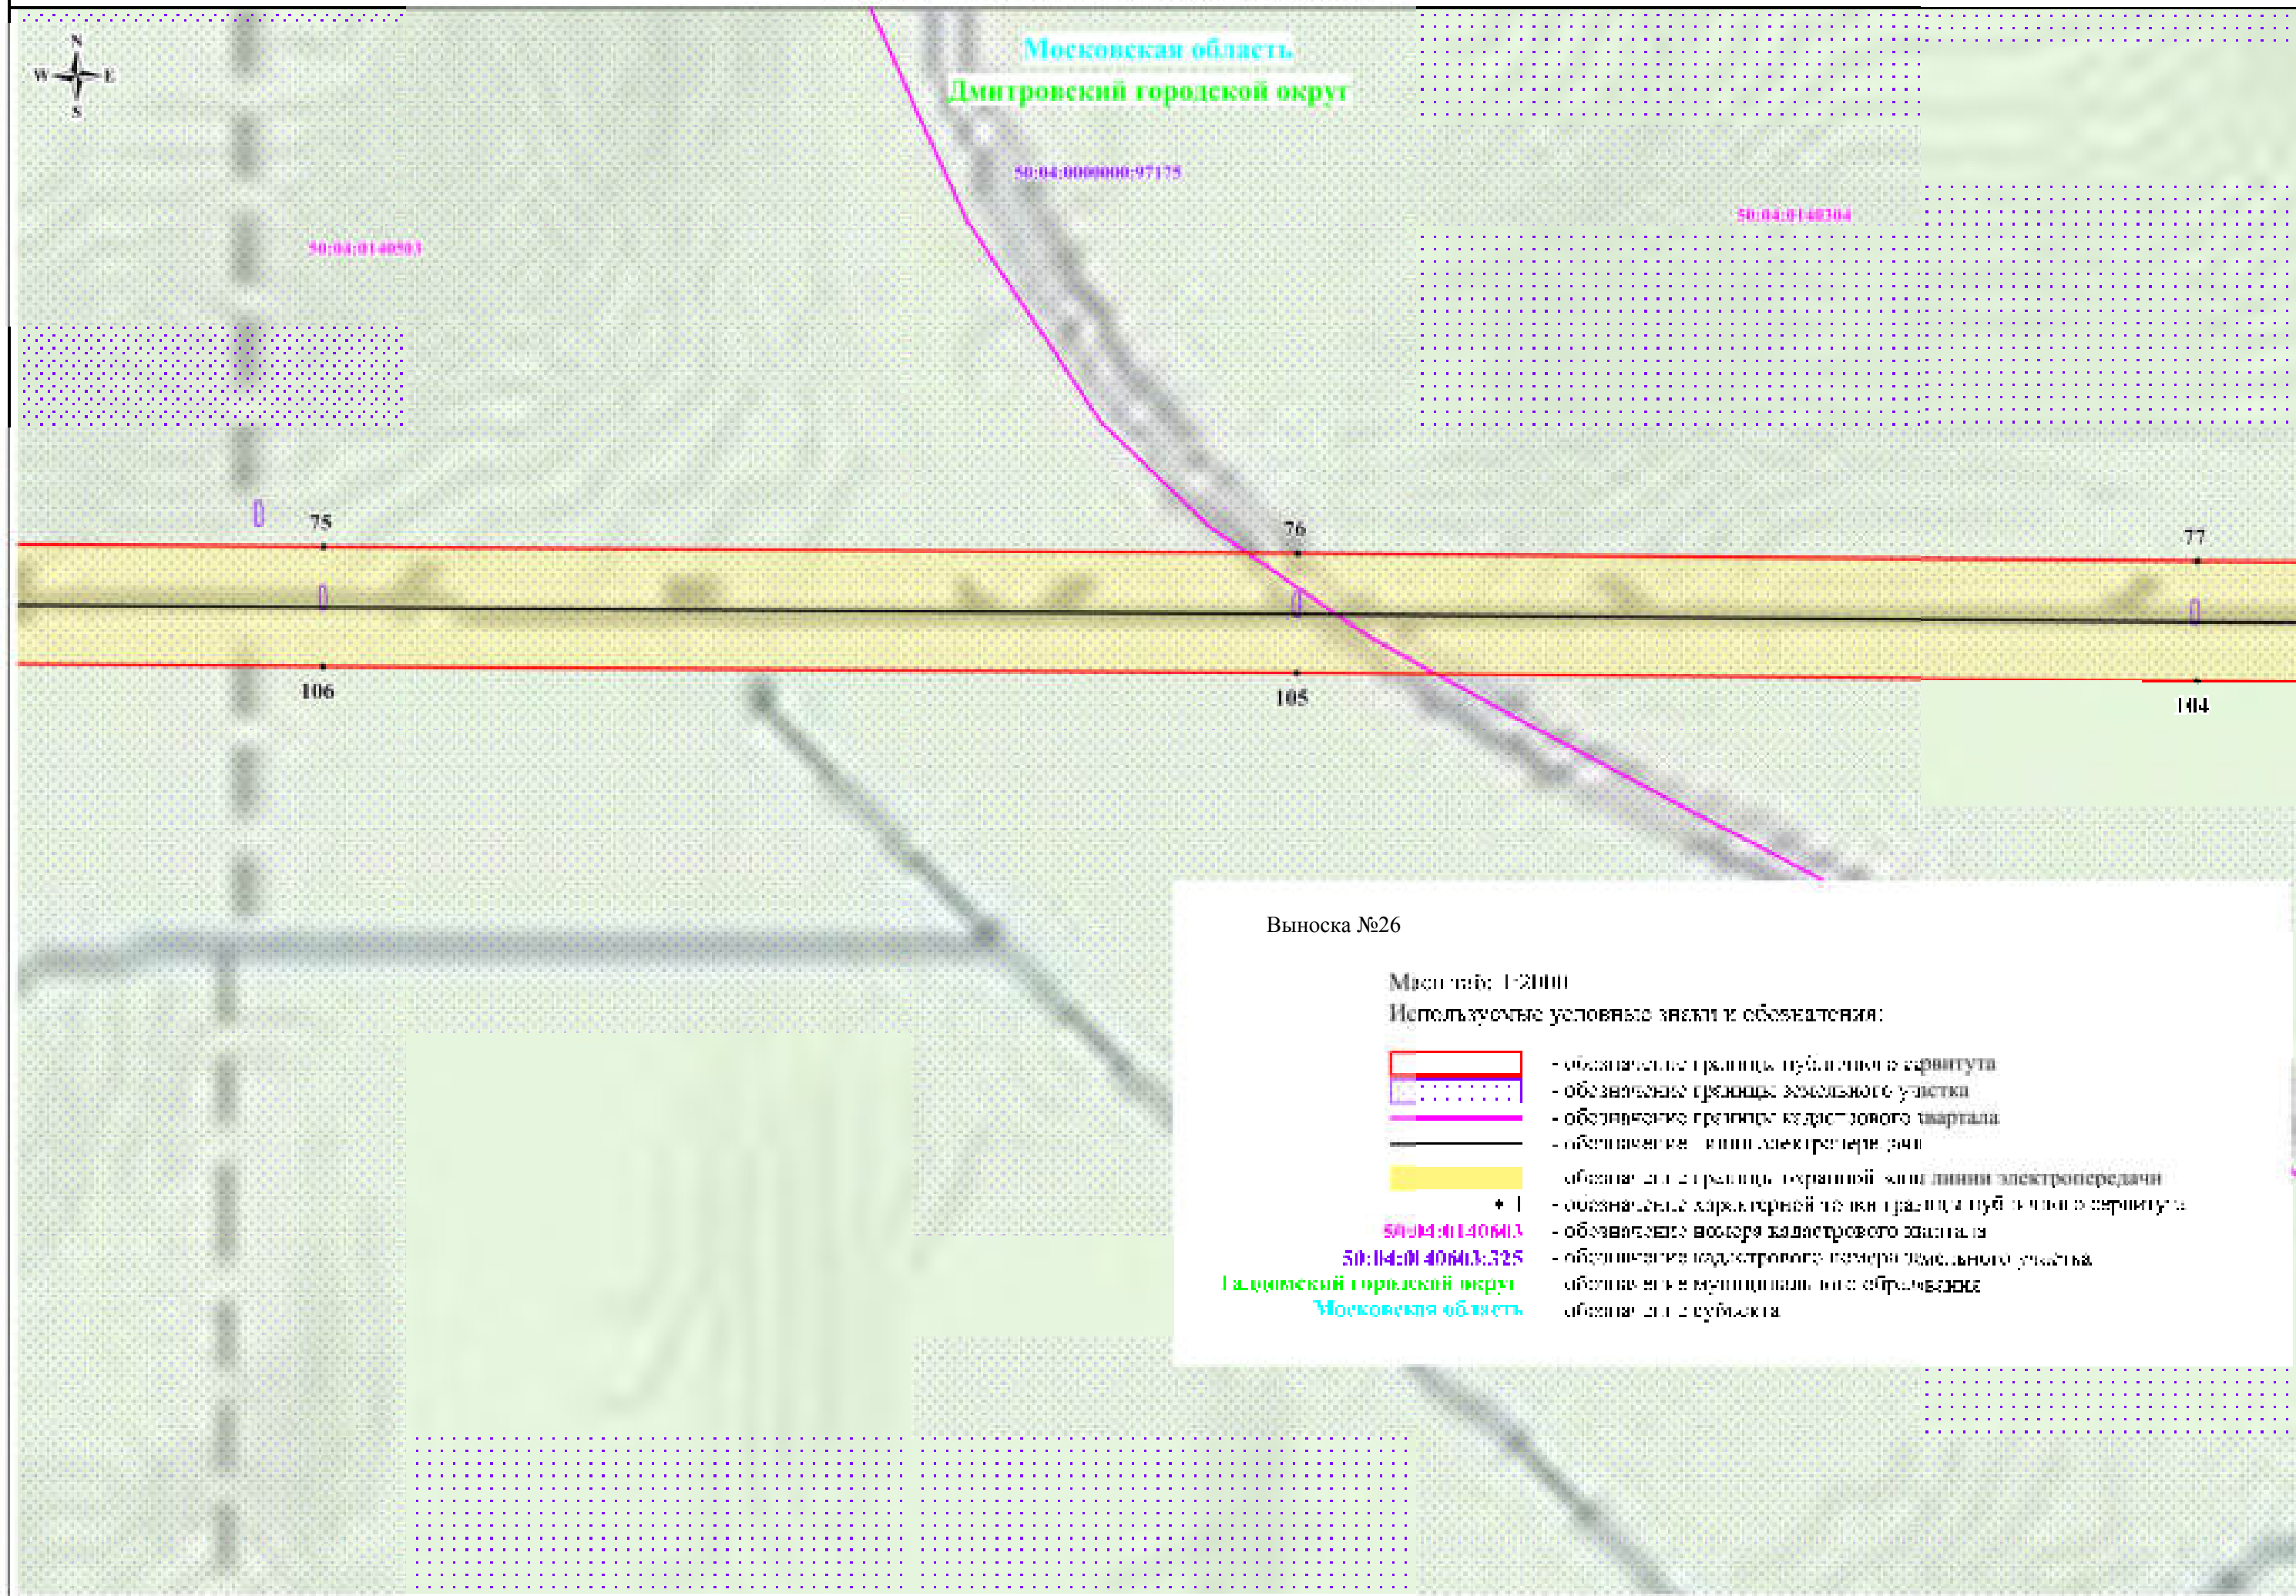 N
W E
S
Московская область
Дмитровский городской округ
50:04:0000000:97175
50:04:0140304
50:04:0140503
75
76
77
106
105
104
Выноска №26
Масштаб: 1:2000
Используемые условные знаки и обозначения:
- обозначение границы публичного сервитута
- обозначение границы земельного участка
- обозначение границы кадастрового квартала
- обозначение линии электропередачи
обозначение границы охранной зоны линии электропередачи
1 - обозначение характерной точки границы публичного сервитута
50:04:0140603 - обозначение номера кадастрового квартала
50:04:0140603:325 - обозначение кадастрового номера земельного участка
Талдомский городской округ обозначение муниципального образования
Московская область обозначение субъекта